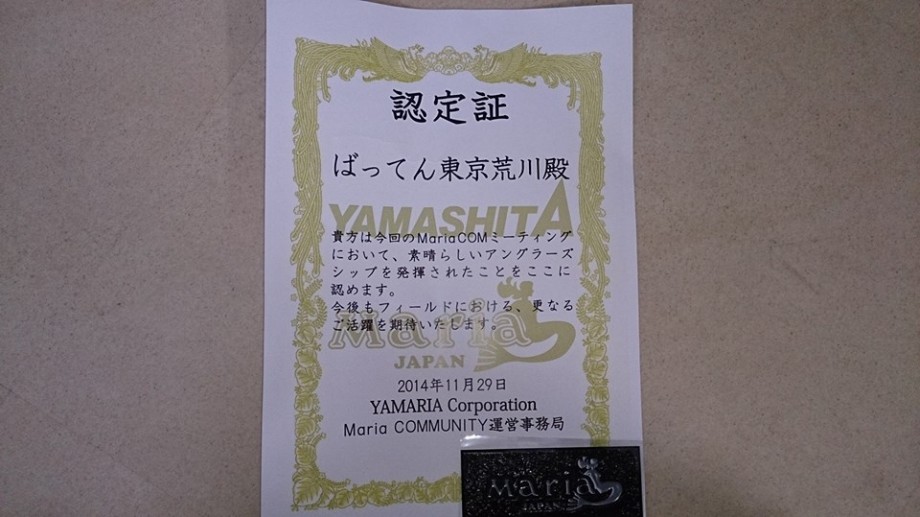 認定証
ばってん東京荒川殿
YAMASHITA
貴方は今回のMariaCOMミーティング
において、素晴らしいアングラーズ
シップを発揮されたことをここに
認めます。
今後もフィールドにおける、更なる
ご活躍を期待いたします。
Maria
JAPAN
2014年11月29日
YAMARIA Corporation
Maria COMMUNITY運営事務局
Maria
JAPAN